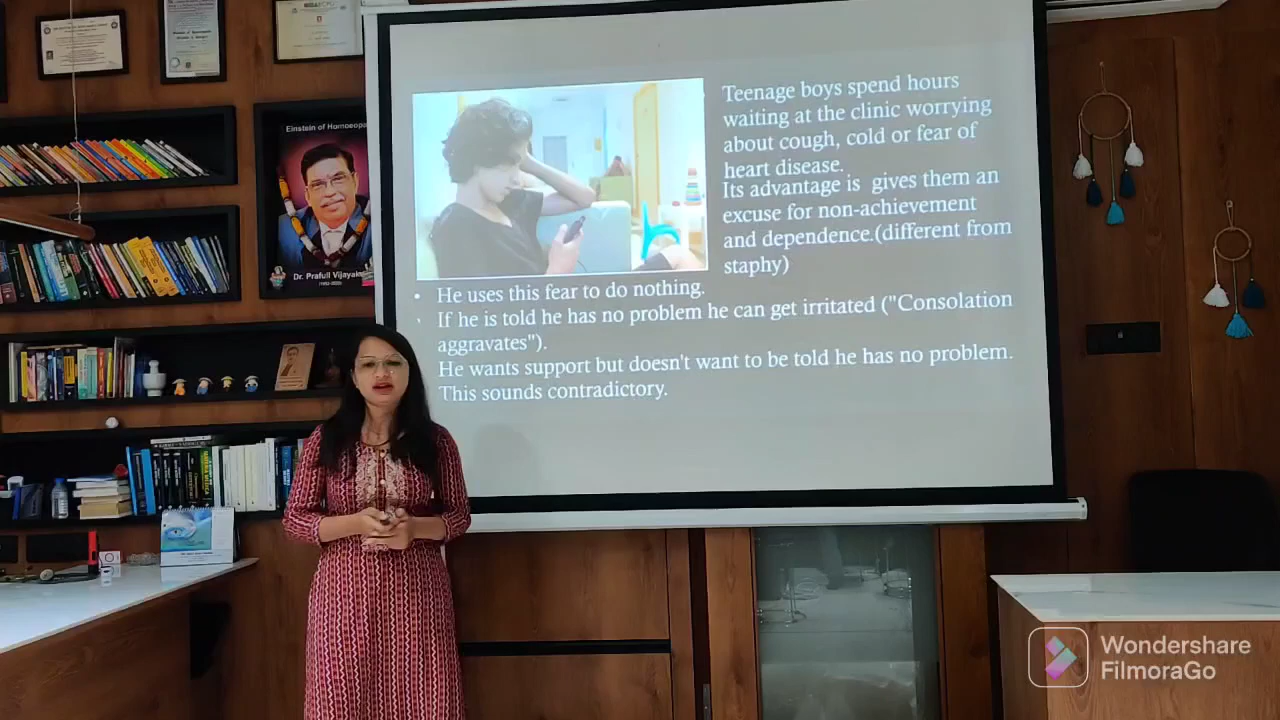 Einstein of Homoeopa
Dr. Prafull Vijayak
Teenage boys spend hours
waiting at the clinic worrying
about cough, cold or fear of
heart disease.
Its advantage is gives them an
excuse for non-achievement
and dependence.(different from
staphy)
• He uses this fear to do nothing.
• If he is told he has no problem he can get irritated ("Consolation
aggravates").
He wants support but doesn't want to be told he has no problem.
This sounds contradictory.
Wondershare
FilmoraGo